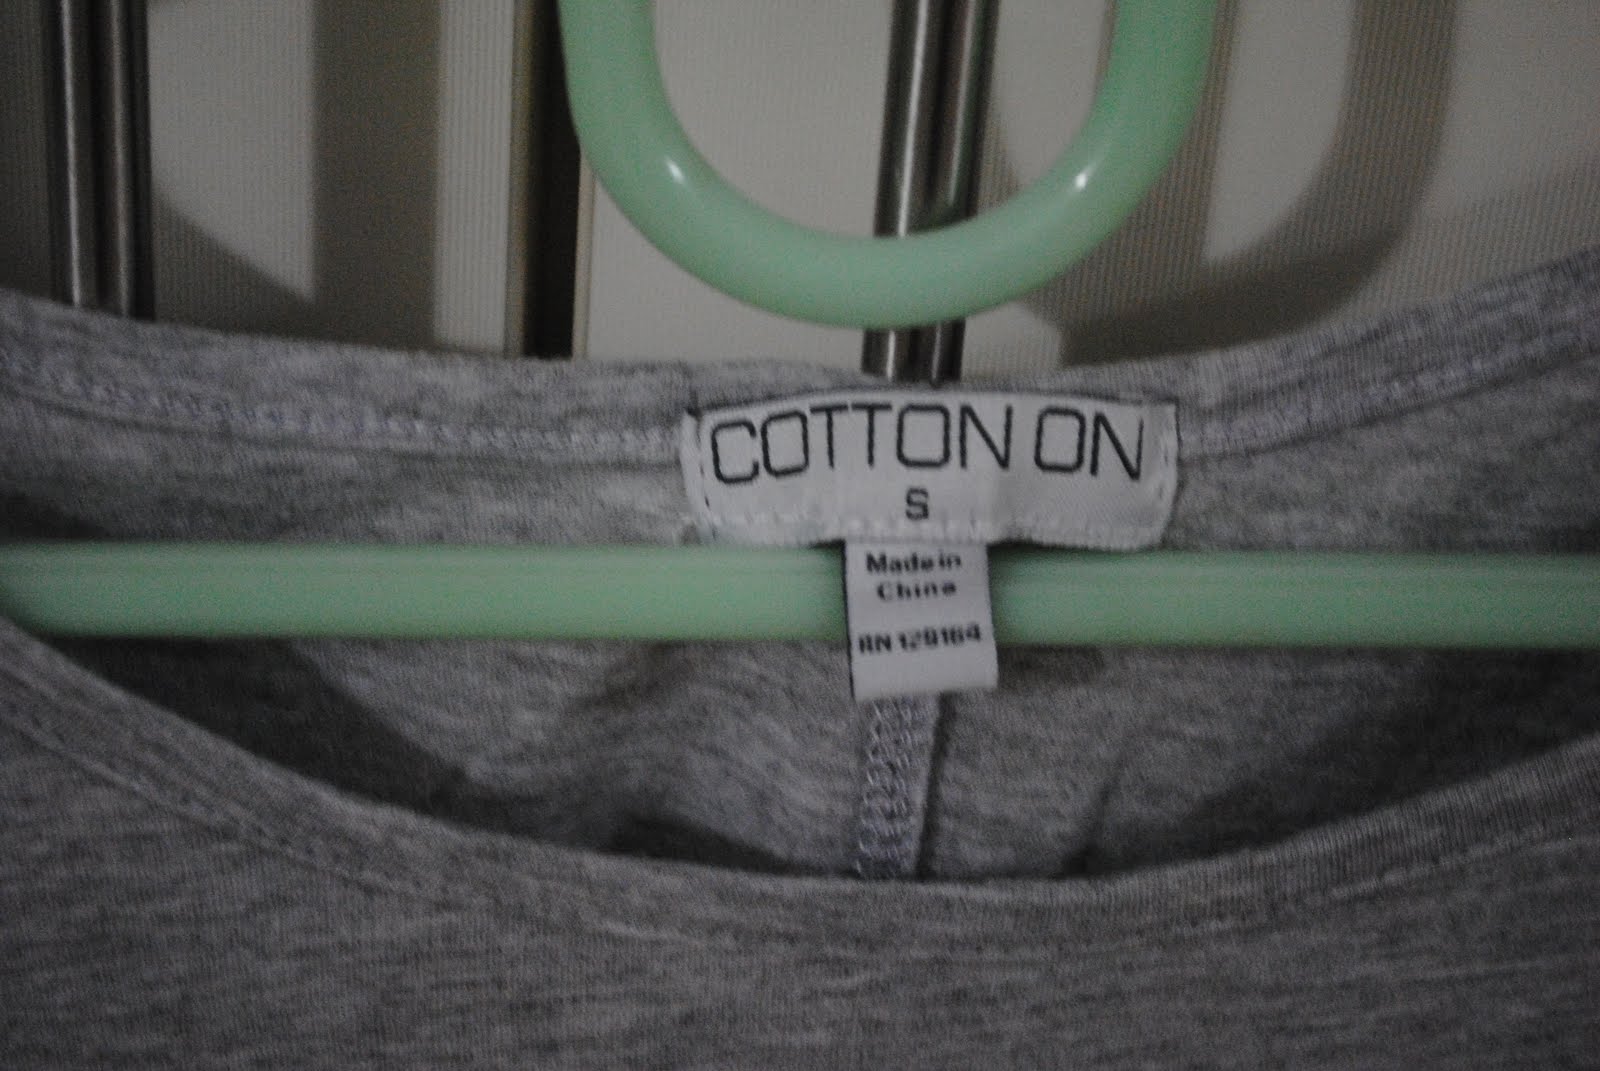 COTTON ON
S
Made in
China
RN 129164